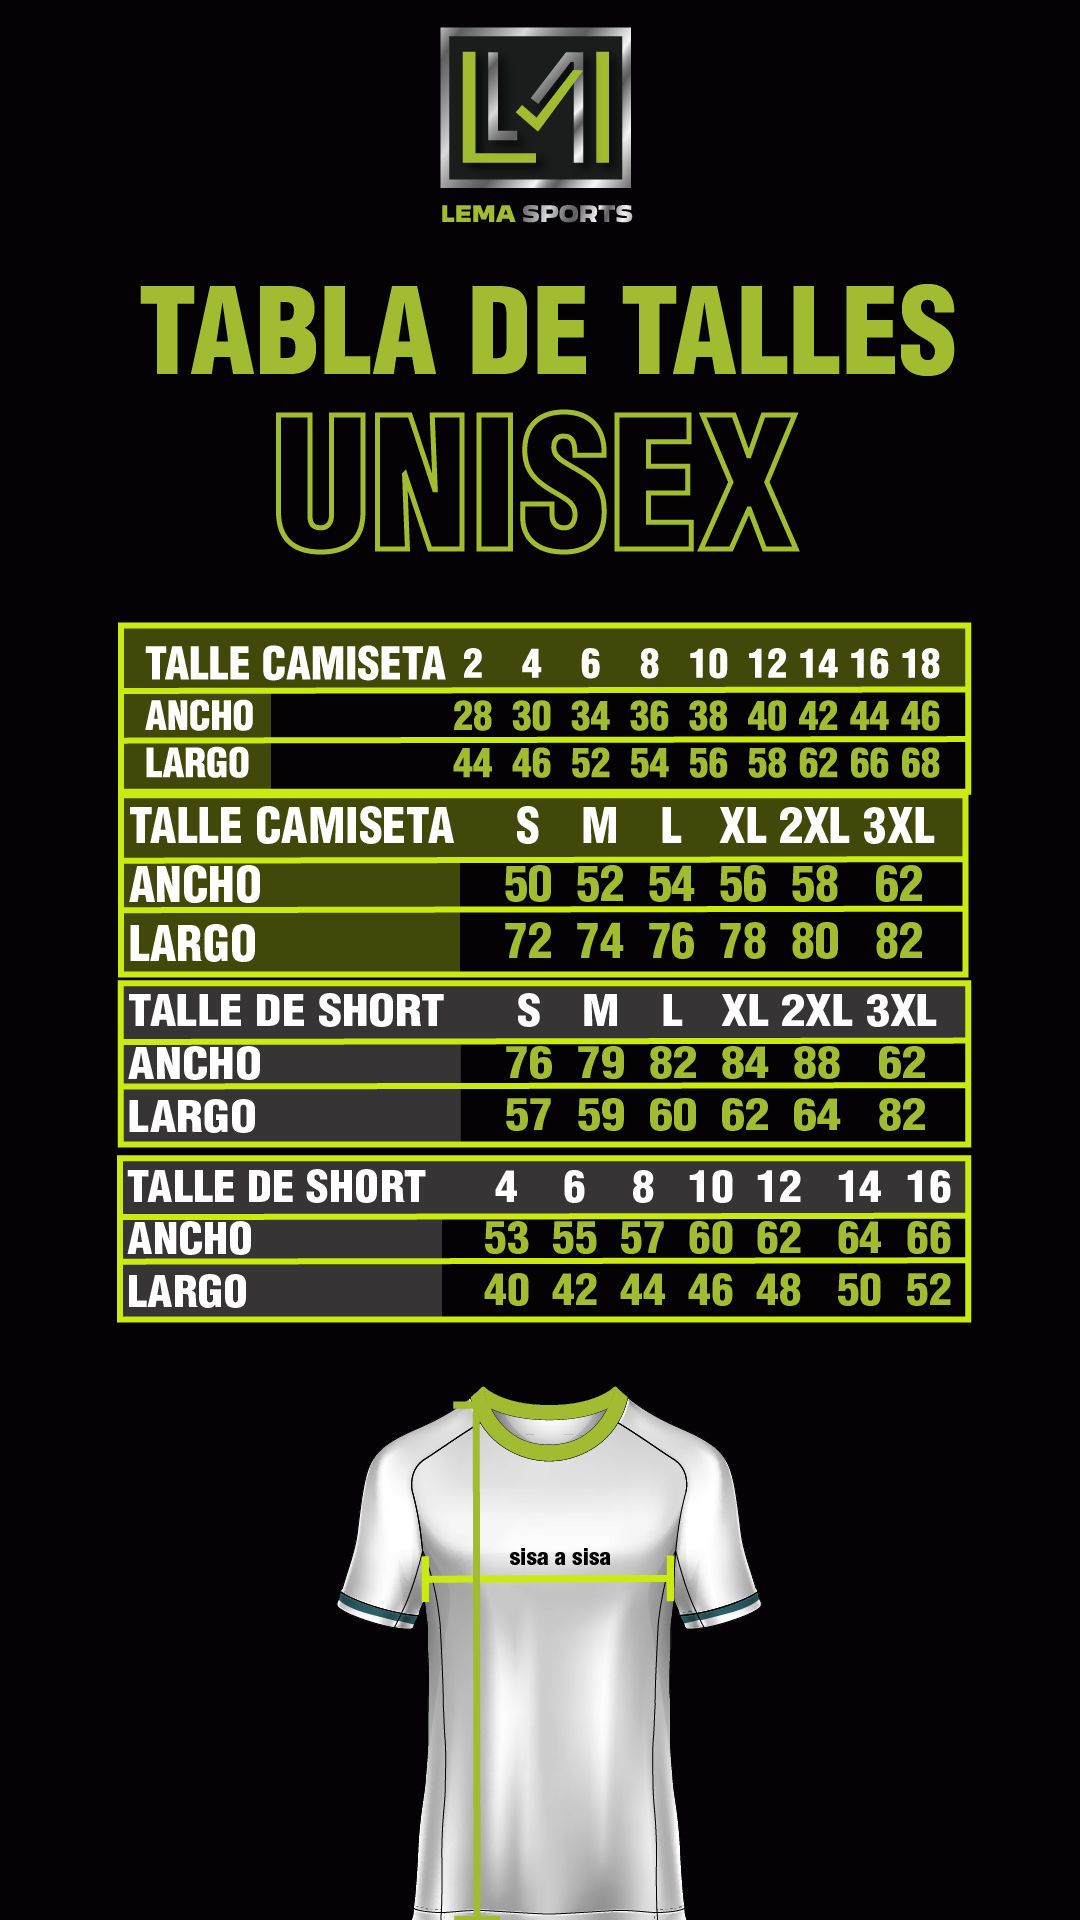 LEMA SPORTS
TABLA DE TALLES
UNISEX
TALLE CAMISETA 2 4 6 8 10 12 14 16 18
ANCHO 28 30 34 36 38 40 42 44 46
LARGO 44 46 52 54 56 58 62 66 68
TALLE CAMISETA S M L XL 2XL 3XL
ANCHO 50 52 54 56 58 62
LARGO 72 74 76 78 80 82
TALLE DE SHORT S M L XL 2XL 3XL
ANCHO 76 79 82 84 88 62
LARGO 57 59 60 62 64 82
TALLE DE SHORT 4 6 8 10 12 14 16
ANCHO 53 55 57 60 62 64 66
LARGO 40 42 44 46 48 50 52
sisa a sisa